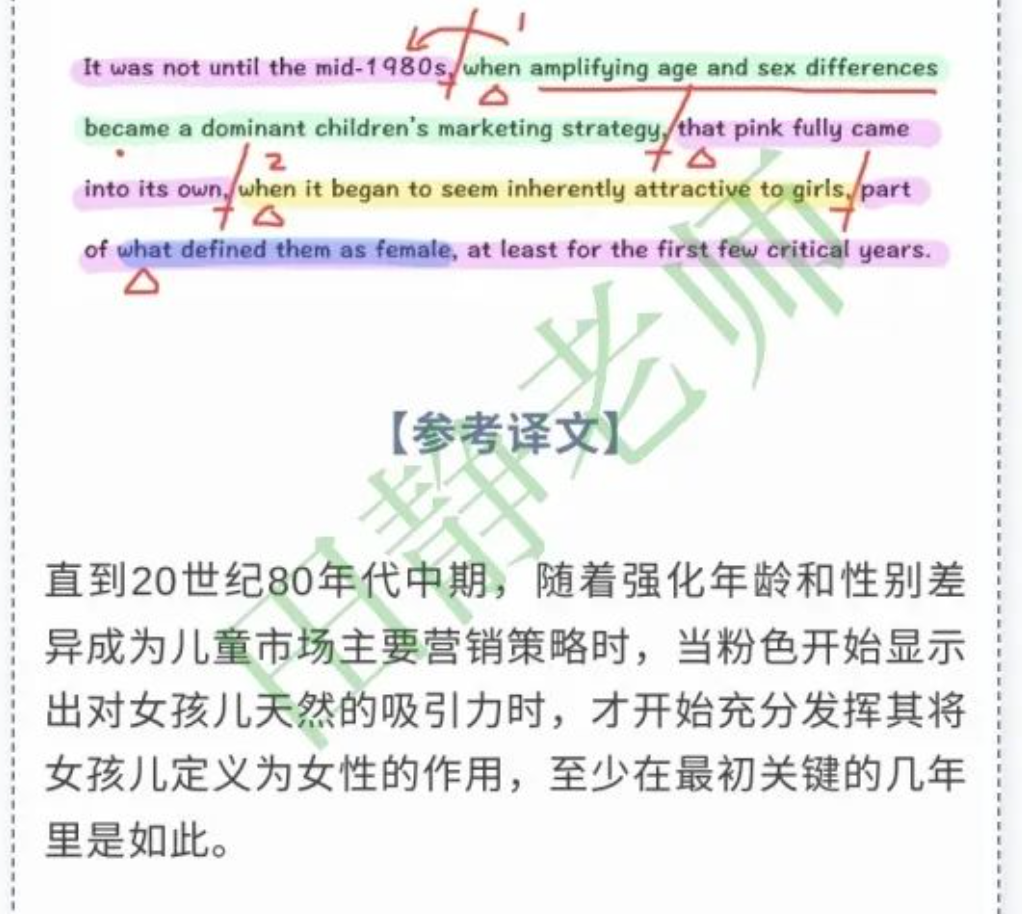 1
It was not until the mid-1980s, when amplifying age and sex differences
became a dominant children's marketing strategy, that pink fully came
2
into its own, when it began to seem inherently attractive to girls, part
of what defined them as female, at least for the first few critical years.
【参考译文】
直到20世纪80年代中期，随着强化年龄和性别差
异成为儿童市场主要营销策略时，当粉色开始显示
出对女孩儿天然的吸引力时，才开始充分发挥其将
女孩儿定义为女性的作用，至少在最初关键的几年
里是如此。
田静老师